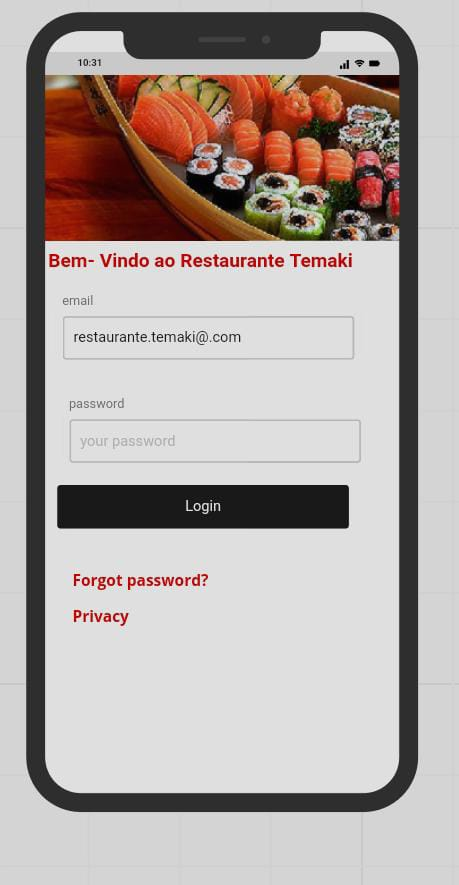 10:31
Bem- Vindo ao Restaurante Temaki
email
restaurante.temaki@.com
password
your password
Login
Forgot password?
Privacy